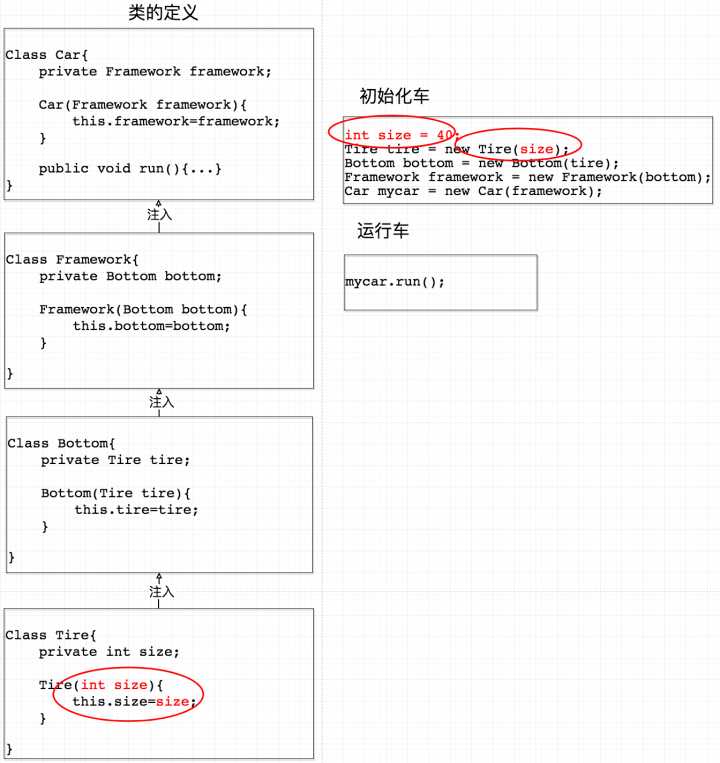 类的定义
Class Car{
private Framework framework;
Car(Framework framework){
this.framework=framework;
}
public void run(){...}
}
注入
Class Framework{
private Bottom bottom;
Framework(Bottom bottom){
this.bottom=bottom;
}
}
注入
Class Bottom{
private Tire tire;
Bottom(Tire tire){
this.tire=tire;
}
}
注入
Class Tire{
private int size;
Tire(int size){
this.size=size;
}
}
初始化车
int size = 40;
Tire tire = new Tire(size);
Bottom bottom = new Bottom(tire);
Framework framework = new Framework(bottom);
Car mycar = new Car(framework);
运行车
mycar.run();